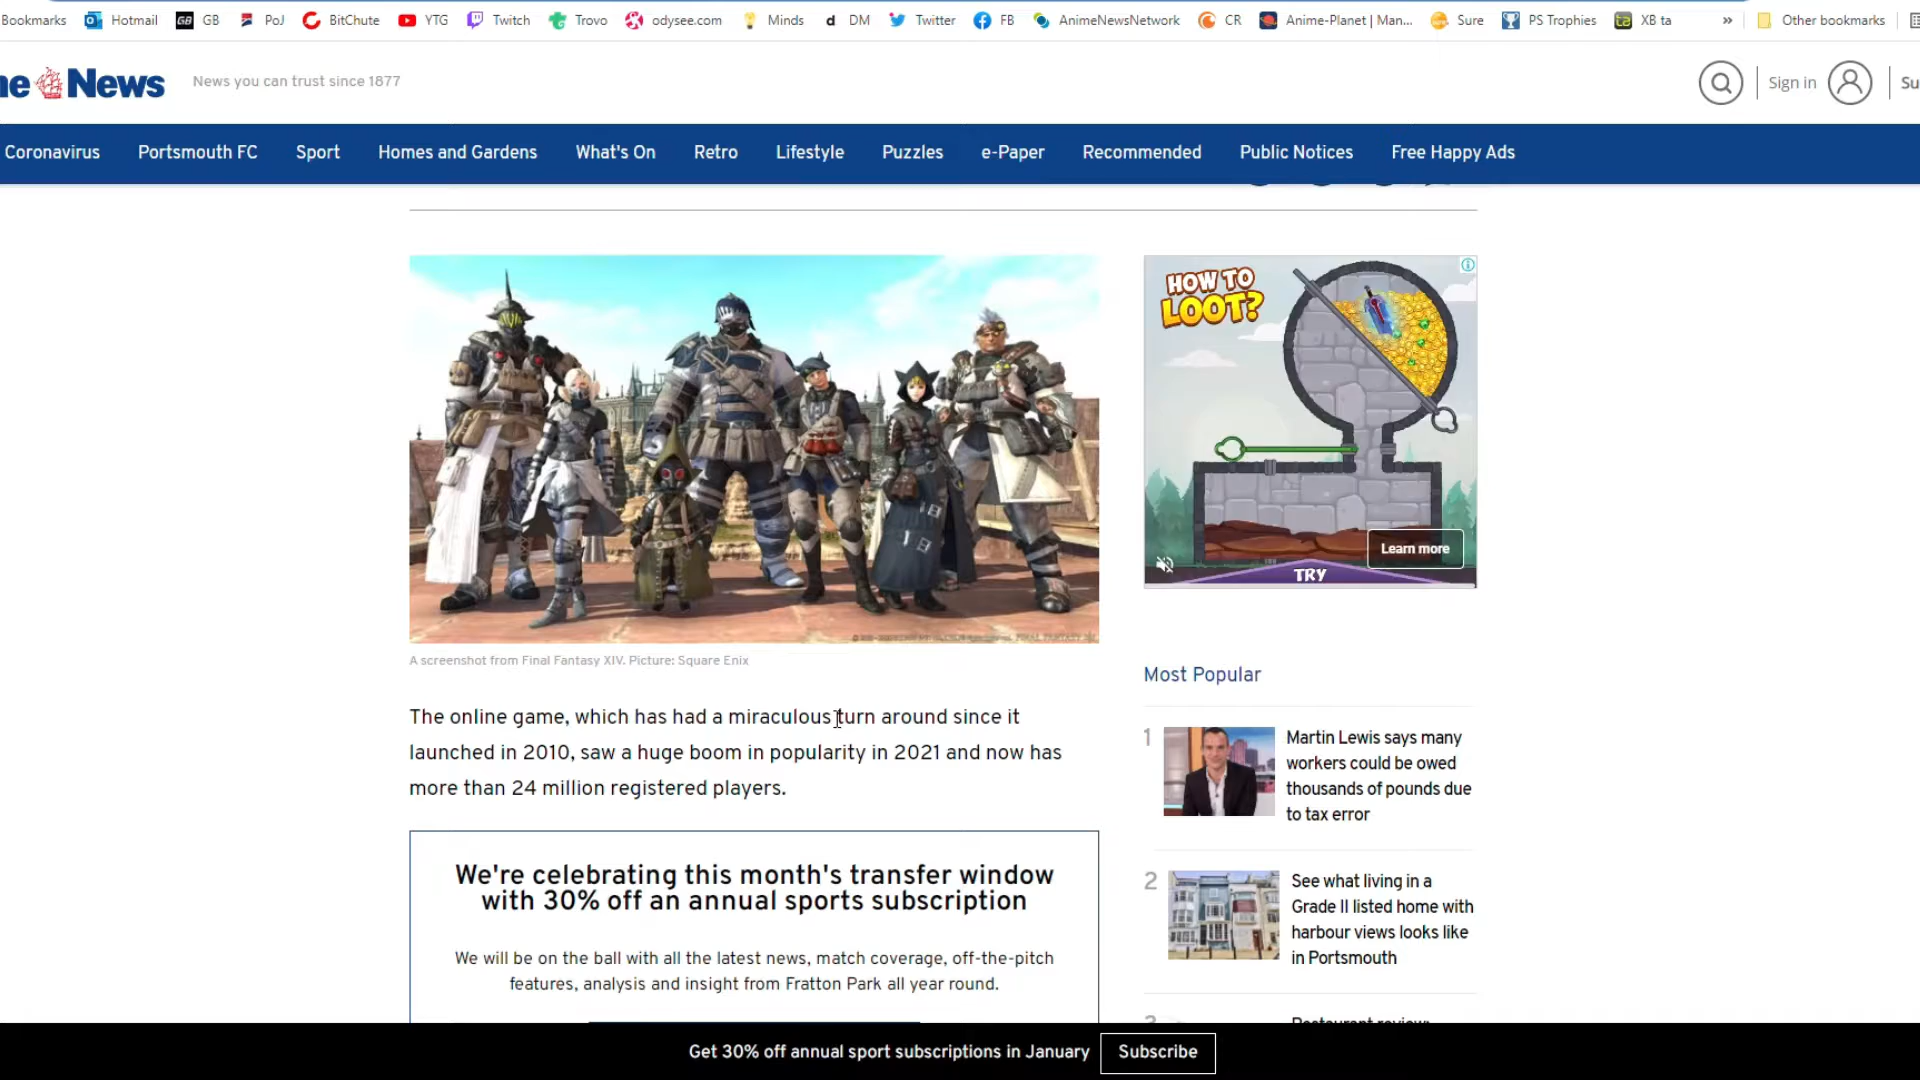 Bookmarks Hotmail GB PoJ BitChute YTG Twitch Trovo odysee.com Minds DM Twitter FB AnimeNewsNetwork CR Anime-Planet | Man... Sure PS Trophies XB ta » Other bookmarks
News
News you can trust since 1877
Sign in
Su
Coronavirus Portsmouth FC Sport Homes and Gardens What's On Retro Lifestyle Puzzles e-Paper Recommended Public Notices Free Happy Ads
A screenshot from Final Fantasy XIV. Picture: Square Enix
The online game, which has had a miraculous turn around since it
launched in 2010, saw a huge boom in popularity in 2021 and now has
more than 24 million registered players.
We're celebrating this month's transfer window
with 30% off an annual sports subscription
We will be on the ball with all the latest news, match coverage, off-the-pitch
features, analysis and insight from Fratton Park all year round.
HOW TO
LOOT?
Learn more
TRY
Most Popular
1
Martin Lewis says many
workers could be owed
thousands of pounds due
to tax error
2
See what living in a
Grade II listed home with
harbour views looks like
in Portsmouth
Get 30% off annual sport subscriptions in January
Subscribe